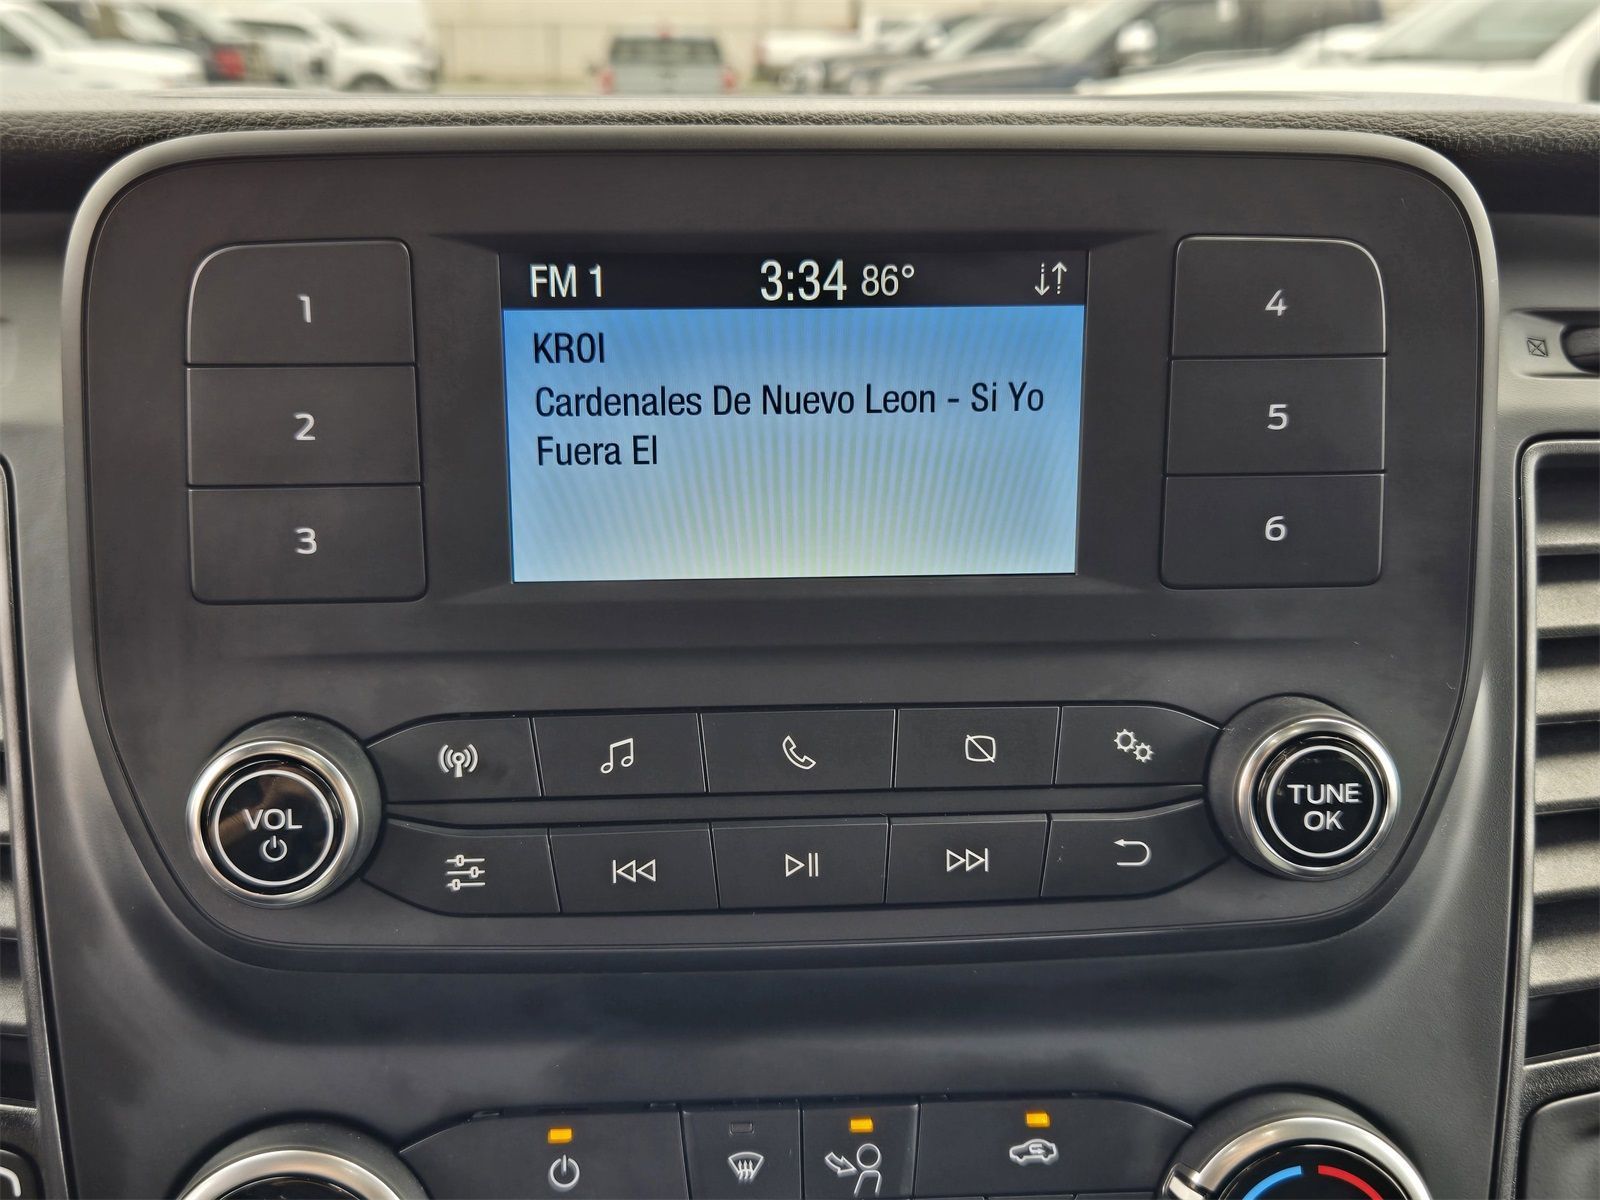 FM 1 3:34 86°
KROI
Cardenales De Nuevo Leon - Si Yo
Fuera El
1
2
3
4
5
6
VOL
TUNE
OK